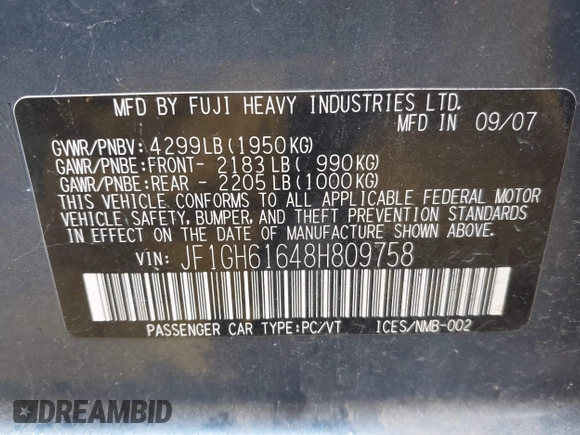 MFD BY FUJI HEAVY INDUSTRIES LTD.
MFD IN 09/07
GVWR/PNBV: 4299LB(1950KG)
GAWR/PNBE:FRONT- 2183LB( 990KG)
GAWR/PNBE:REAR - 2205LB(1000KG)
THIS VEHICLE CONFORMS TO ALL APPLICABLE FEDERAL MOTOR
VEHICLE SAFETY, BUMPER, AND THEFT PREVENTION STANDARDS
IN EFFECT ON THE DATE OF MANUFACTURE SHOWN ABOVE.
VIN: JF1GH61648H809758
PASSENGER CAR TYPE:PC/VT ICES/NMB-002
DREAMBID